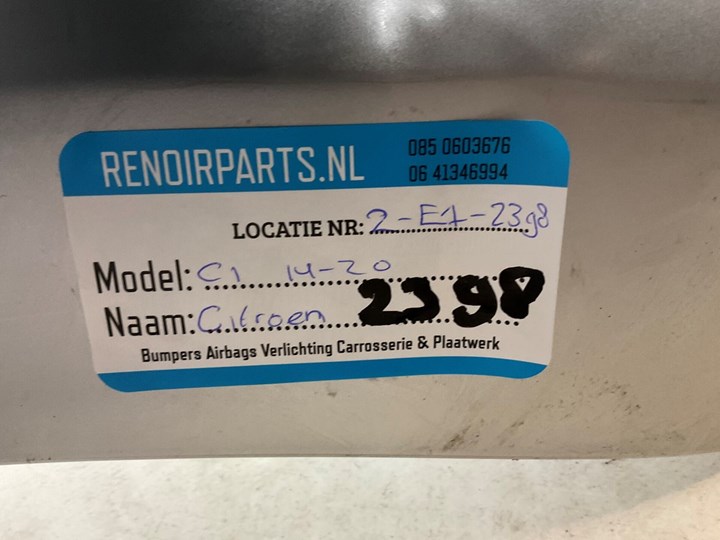 RENOIRPARTS.NL
085 0603676
06 41346994
LOCATIE NR: 2-E1-2398
Model: C1 14-20
Naam: Citroen 2398
Bumpers Airbags Verlichting Carrosserie & Plaatwerk